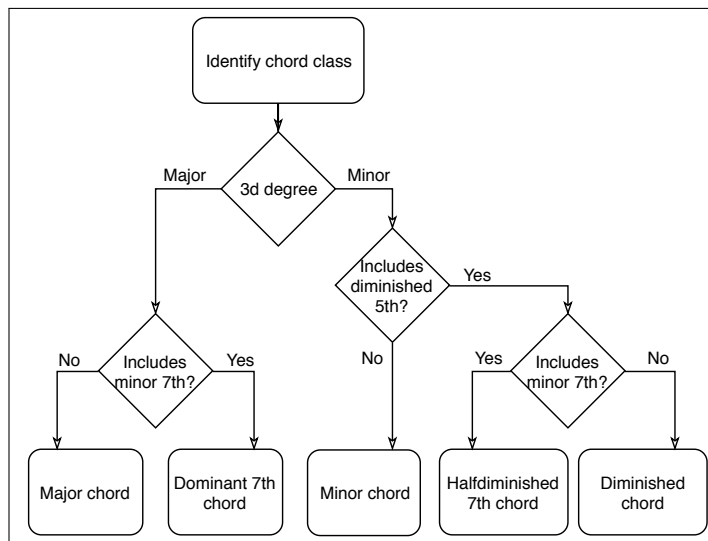 Identify chord class
3d degree
Major
Minor
Includes
diminished
5th?
Yes
No
Includes
minor 7th?
No
Yes
Includes
minor 7th?
Yes
No
Major chord
Dominant 7th
chord
Minor chord
Halfdiminished
7th chord
Diminished
chord